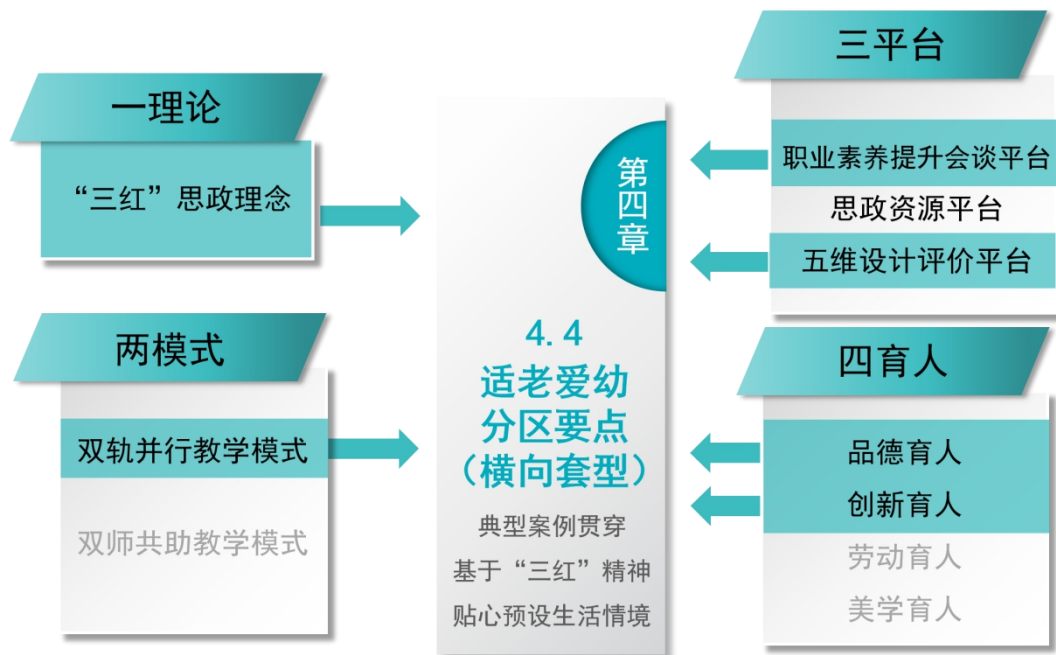 一理论
“三红”思政理念
两模式
双轨并行教学模式
双师共助教学模式
第四章
4.4
适老爱幼
分区要点
（横向套型）
典型案例贯穿
基于“三红”精神
贴心预设生活情境
三平台
职业素养提升会谈平台
思政资源平台
五维设计评价平台
四育人
品德育人
创新育人
劳动育人
美学育人